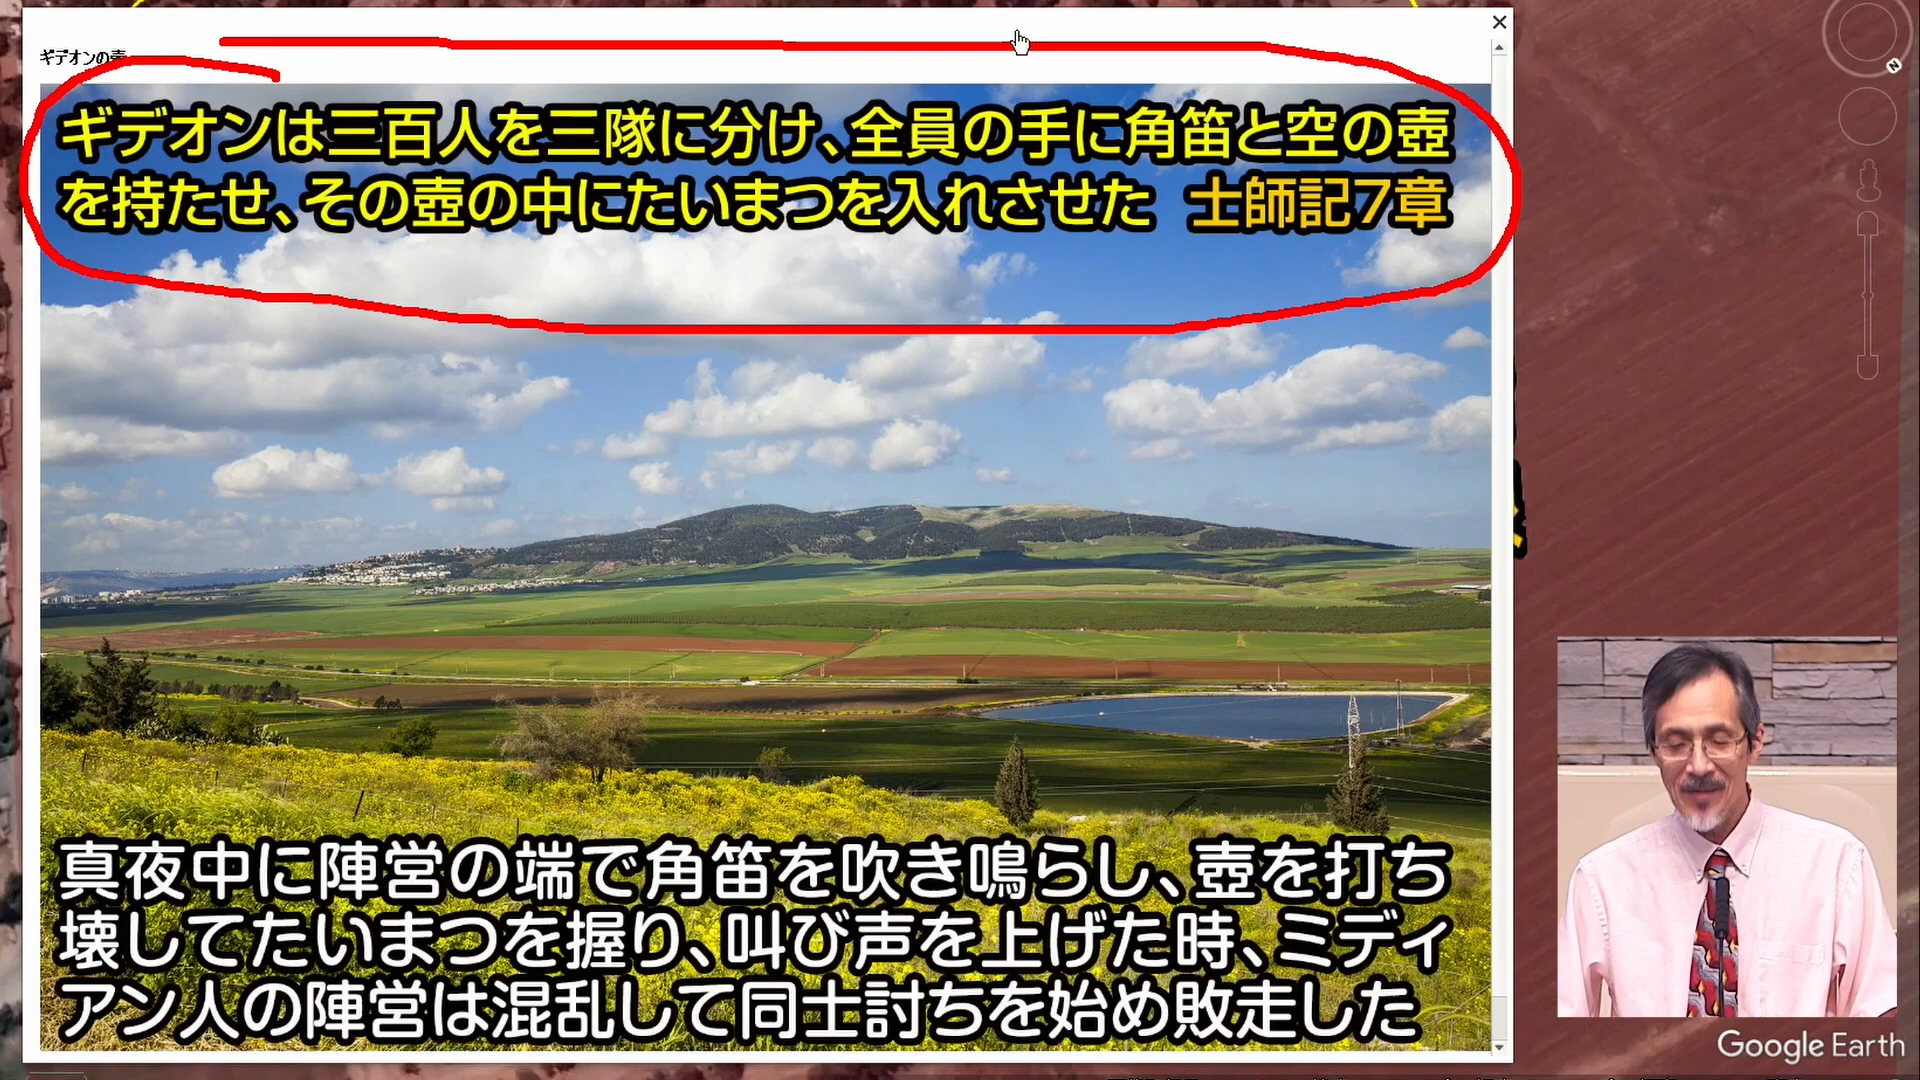 ギデオンの壺
ギデオンは三百人を三隊に分け、全員の手に角笛と空の壺
を持たせ、その壺の中にたいまつを入れさせた 士師記7章
真夜中に陣営の端で角笛を吹き鳴らし、壺を打ち
壊してたいまつを握り、叫び声を上げた時、ミディ
アン人の陣営は混乱して同士討ちを始め敗走した
N
Google Earth